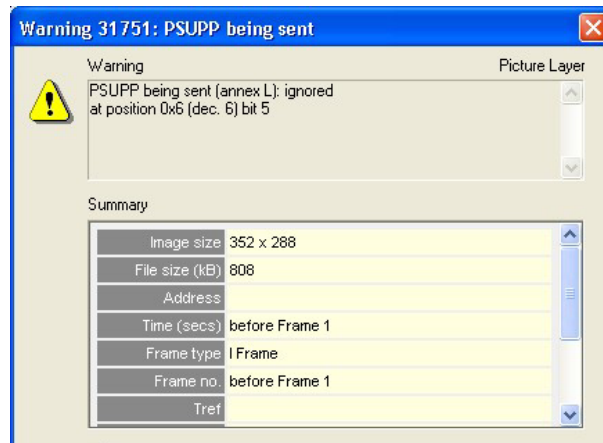 Warning 31751: PSUPP being sent
Warning Picture Layer
PSUPP being sent (annex L): ignored
at position 0x6 (dec. 6) bit 5
Summary
Image size 352 x 288
File size (kB) 808
Address
Time (secs) before Frame 1
Frame type I Frame
Frame no. before Frame 1
Tref